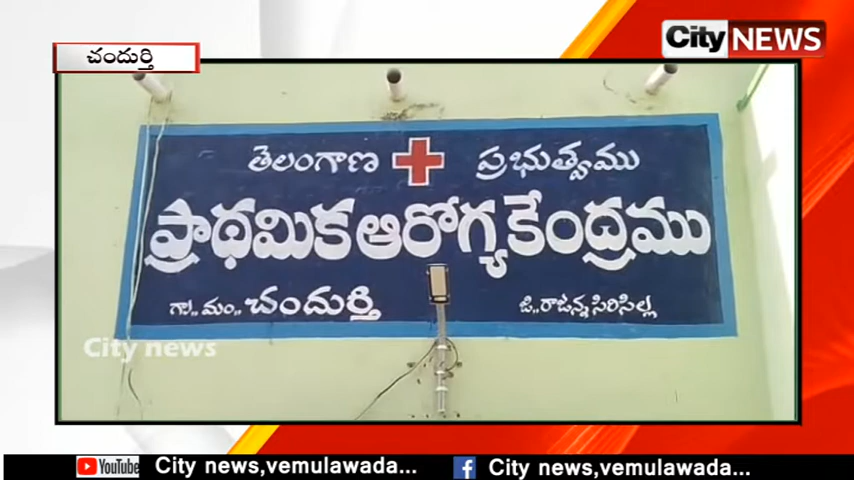 City NEWS
చందుర్తి
తెలంగాణ ప్రభుత్వము
ప్రాథమిక ఆరోగ్య కేంద్రము
గ్రా.. మం.. చందుర్తి జి.. రాజన్న సిరిసిల్ల
City news
YouTube City news,vemulawada... City news,vemulawada...